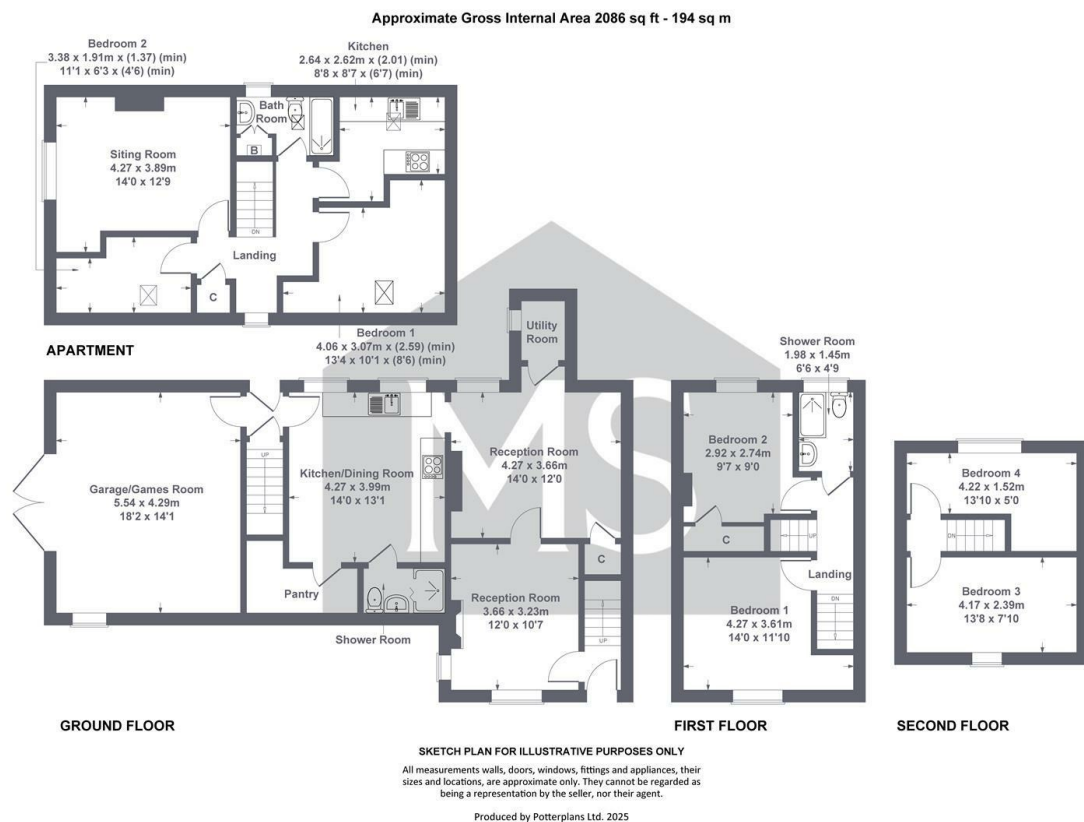 Approximate Gross Internal Area 2086 sq ft - 194 sq m
Bedroom 2
3.38 x 1.91m x (1.37) (min)
11'1 x 6'3 x (4'6) (min)
Kitchen
2.64 x 2.62m x (2.01) (min)
8'8 x 8'7 x (6'7) (min)
Bath
Room
B
Siting Room
4.27 x 3.89m
14'0 x 12'9
DN
Landing
C
Bedroom 1
4.06 x 3.07m x (2.59) (min)
13'4 x 10'1 x (8'6) (min)
APARTMENT
Utility
Room
Shower Room
1.98 x 1.45m
6'6 x 4'9
MS
Garage/Games Room
5.54 x 4.29m
18'2 x 14'1
UP
Kitchen/Dining Room
4.27 x 3.99m
14'0 x 13'1
Reception Room
4.27 x 3.66m
14'0 x 12'0
C
Pantry
Shower Room
Reception Room
3.66 x 3.23m
12'0 x 10'7
UP
Bedroom 2
2.92 x 2.74m
9'7 x 9'0
C
UP
Landing
DN
Bedroom 1
4.27 x 3.61m
14'0 x 11'10
Bedroom 4
4.22 x 1.52m
13'10 x 5'0
DN
Bedroom 3
4.17 x 2.39m
13'8 x 7'10
GROUND FLOOR
FIRST FLOOR
SECOND FLOOR
SKETCH PLAN FOR ILLUSTRATIVE PURPOSES ONLY
All measurements walls, doors, windows, fittings and appliances, their
sizes and locations, are approximate only. They cannot be regarded as
being a representation by the seller, nor their agent.
Produced by Potterplans Ltd. 2025